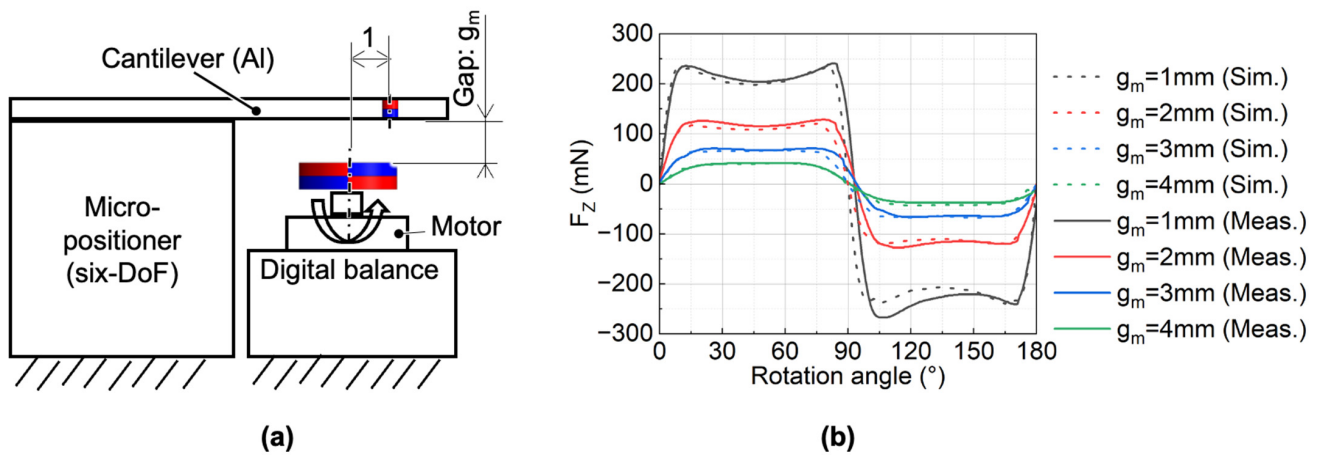 Cantilever (Al)
1
Gap: gm
Micro-
positioner
(six-DoF)
Motor
Digital balance
(a)
300
200
100
0
−100
−200
−300
FZ (mN)
0
30
60
90
120
150
180
Rotation angle (°)
gm=1mm (Sim.)
gm=2mm (Sim.)
gm=3mm (Sim.)
gm=4mm (Sim.)
gm=1mm (Meas.)
gm=2mm (Meas.)
gm=3mm (Meas.)
gm=4mm (Meas.)
(b)